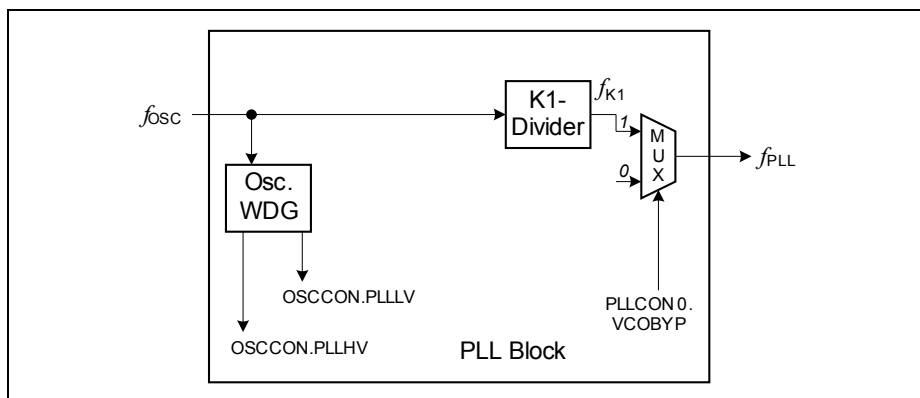 fOSC
K1-
Divider
fK1
1
0
M
U
X
fPLL
Osc.
WDG
OSCCON.PLLLV
OSCCON.PLLHV
PLLCON0.
VCOBYP
PLL Block